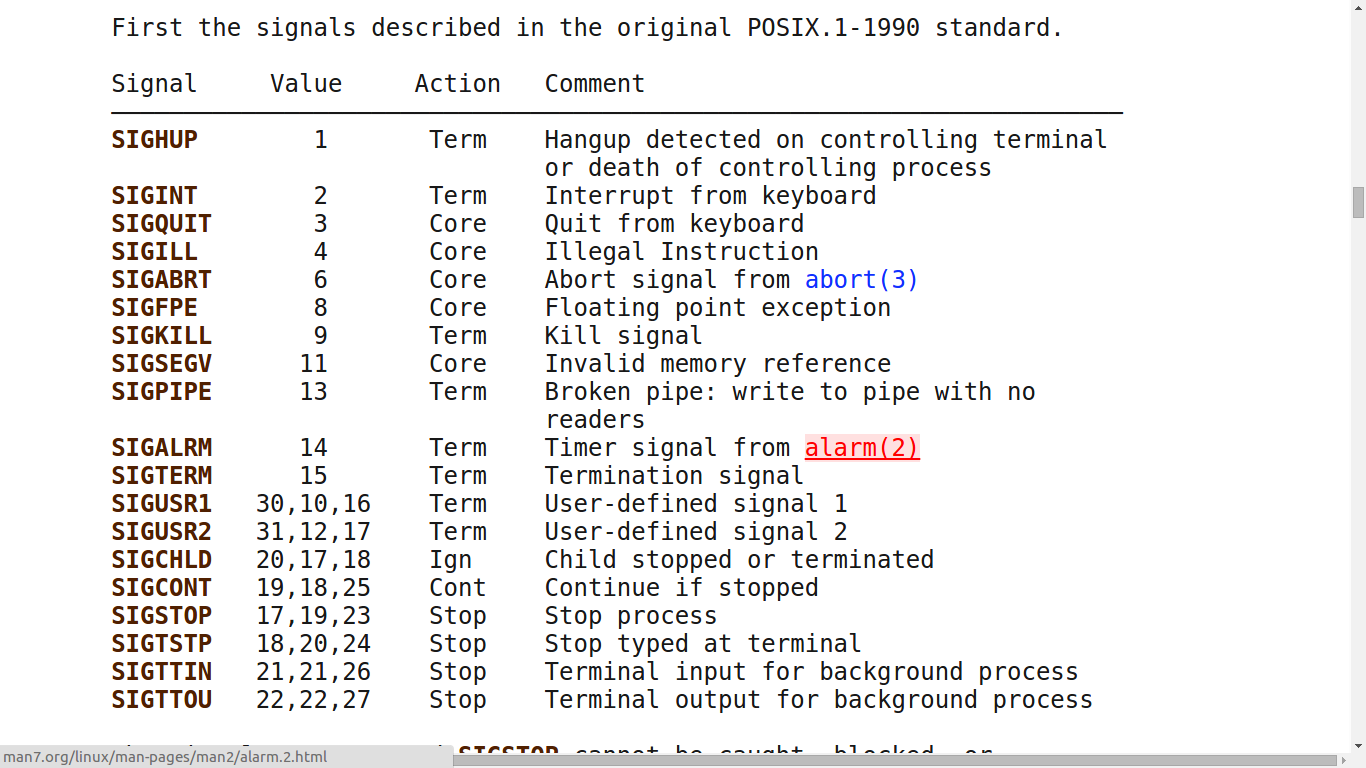 First the signals described in the original POSIX.1-1990 standard.
Signal Value Action Comment
SIGHUP 1 Term Hangup detected on controlling terminal
or death of controlling process
SIGINT 2 Term Interrupt from keyboard
SIGQUIT 3 Core Quit from keyboard
SIGILL 4 Core Illegal Instruction
SIGABRT 6 Core Abort signal from abort(3)
SIGFPE 8 Core Floating point exception
SIGKILL 9 Term Kill signal
SIGSEGV 11 Core Invalid memory reference
SIGPIPE 13 Term Broken pipe: write to pipe with no
readers
SIGALRM 14 Term Timer signal from alarm(2)
SIGTERM 15 Term Termination signal
SIGUSR1 30,10,16 Term User-defined signal 1
SIGUSR2 31,12,17 Term User-defined signal 2
SIGCHLD 20,17,18 Ign Child stopped or terminated
SIGCONT 19,18,25 Cont Continue if stopped
SIGSTOP 17,19,23 Stop Stop process
SIGTSTP 18,20,24 Stop Stop typed at terminal
SIGTTIN 21,21,26 Stop Terminal input for background process
SIGTTOU 22,22,27 Stop Terminal output for background process
SIGSTOP cannot be caught, blocked, or
man7.org/linux/man-pages/man2/alarm.2.html